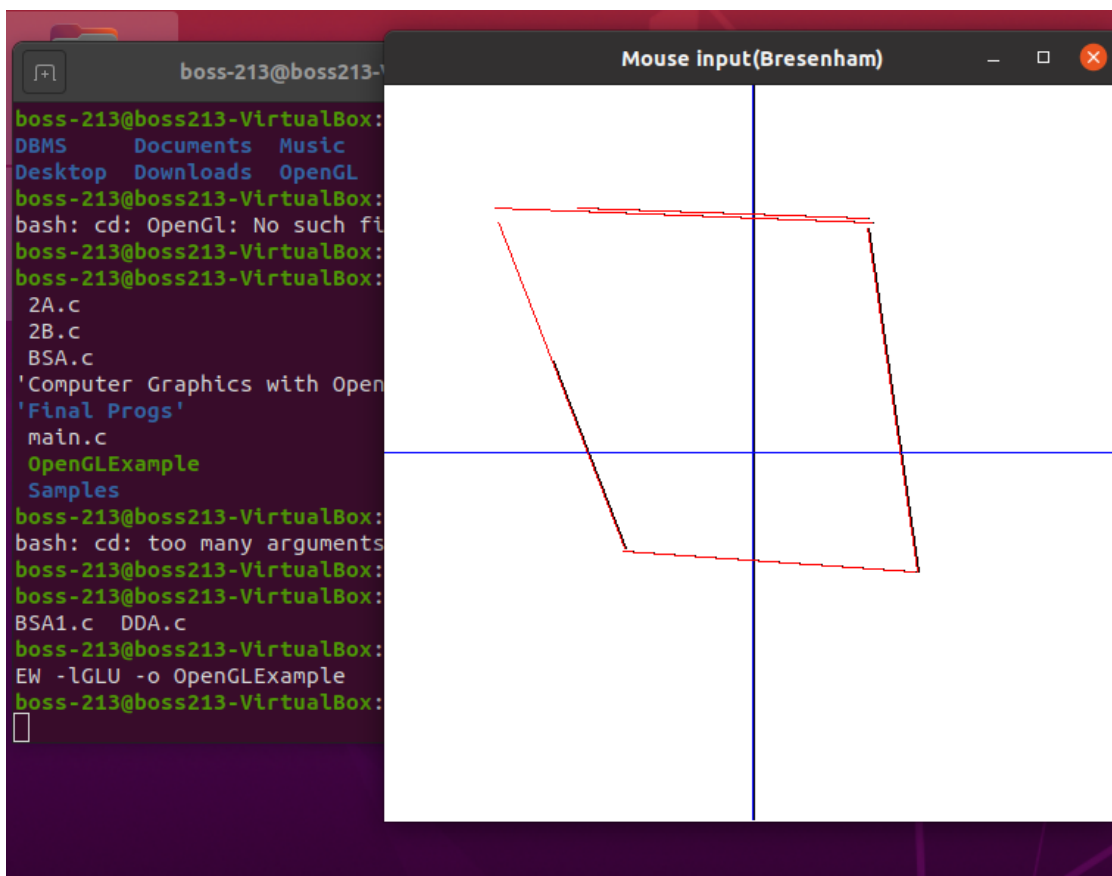 boss-213@boss213-
Mouse input(Bresenham)
boss-213@boss213-VirtualBox:
DBMS Documents Music
Desktop Downloads OpenGL
boss-213@boss213-VirtualBox:
bash: cd: OpenGl: No such fi
boss-213@boss213-VirtualBox:
boss-213@boss213-VirtualBox:
2A.c
2B.c
BSA.c
'Computer Graphics with Open
'Final Progs'
main.c
OpenGLExample
Samples
boss-213@boss213-VirtualBox:
bash: cd: too many arguments
boss-213@boss213-VirtualBox:
boss-213@boss213-VirtualBox:
BSA1.c DDA.c
boss-213@boss213-VirtualBox:
EW -lGLU -o OpenGLExample
boss-213@boss213-VirtualBox: